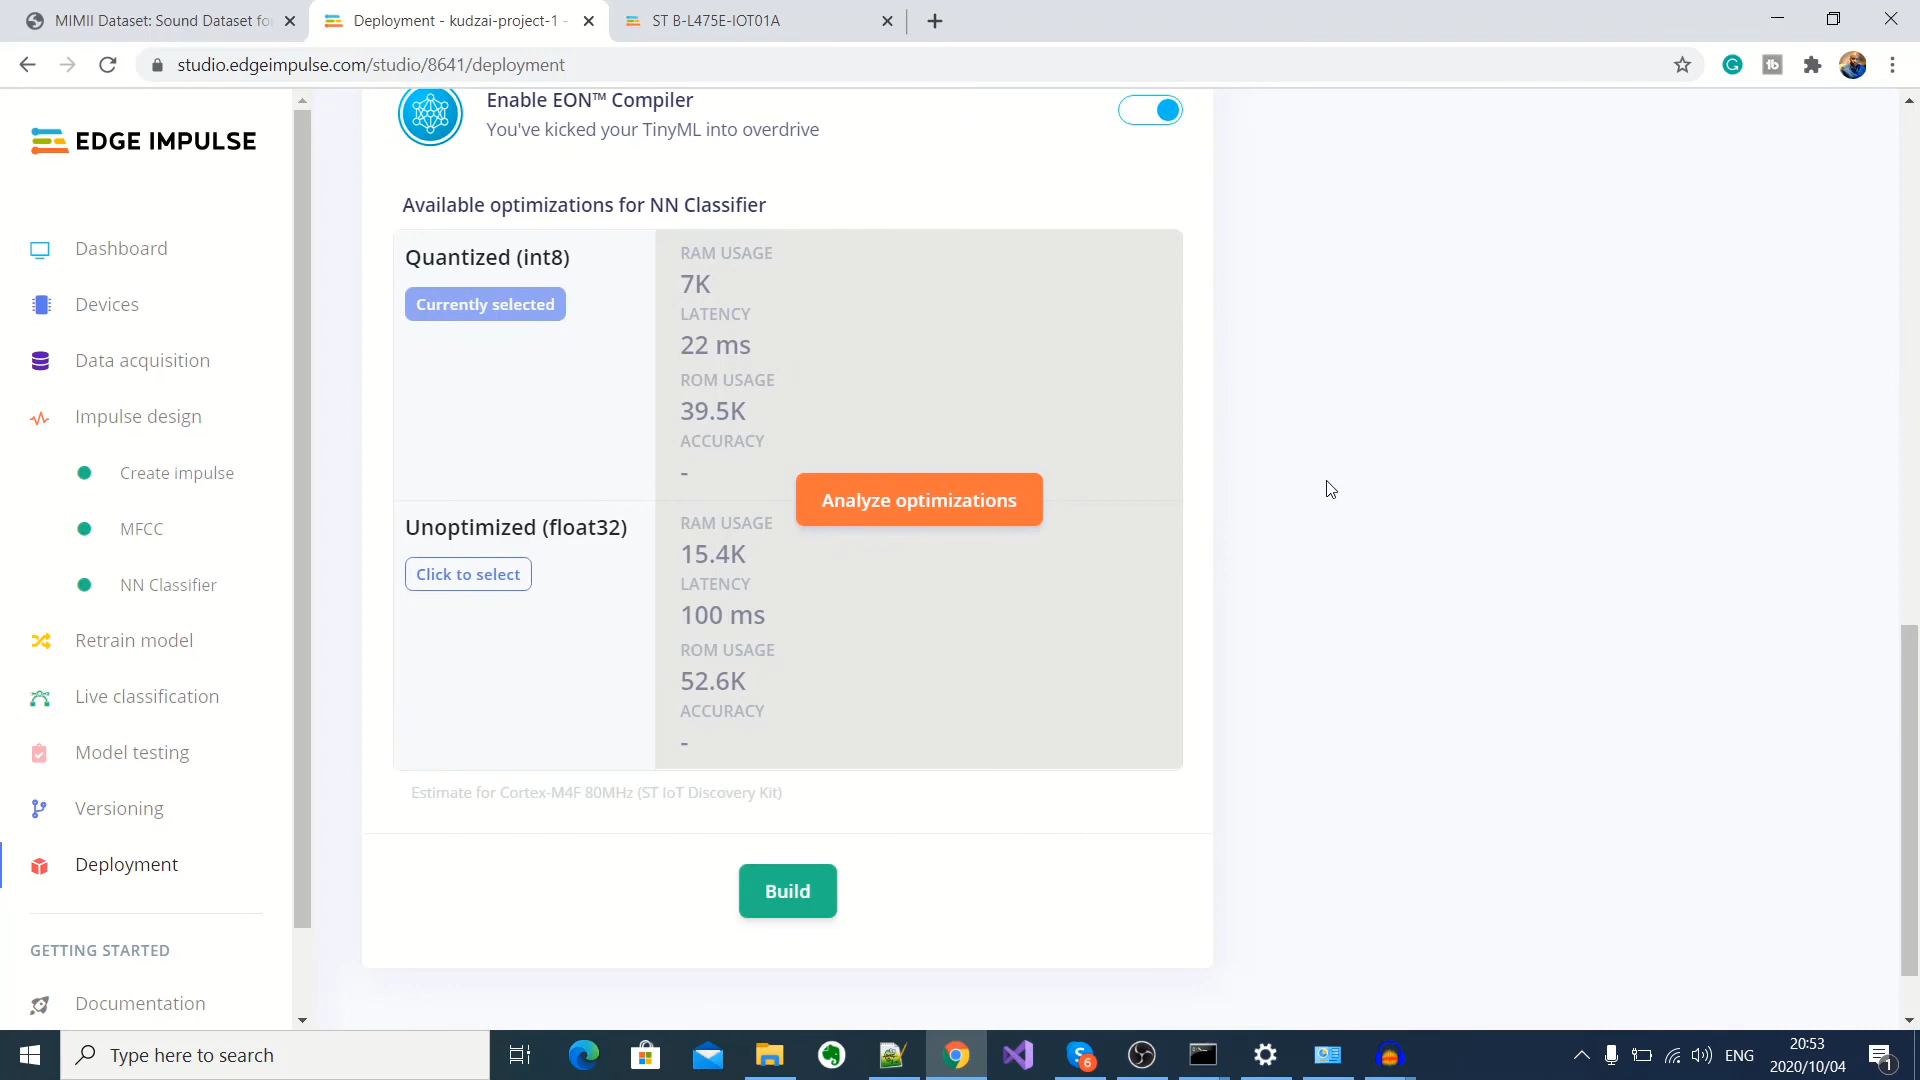 MIMII Dataset: Sound Dataset fo
Deployment - kudzai-project-1 -
ST B-L475E-IOT01A
studio.edgeimpulse.com/studio/8641/deployment
EDGE IMPULSE
Dashboard
Devices
Data acquisition
Impulse design
Create impulse
MFCC
NN Classifier
Retrain model
Live classification
Model testing
Versioning
Deployment
GETTING STARTED
Documentation
Enable EON™ Compiler
You've kicked your TinyML into overdrive
Available optimizations for NN Classifier
Quantized (int8)
Currently selected
RAM USAGE
7K
LATENCY
22 ms
ROM USAGE
39.5K
ACCURACY
-
Analyze optimizations
Unoptimized (float32)
Click to select
RAM USAGE
15.4K
LATENCY
100 ms
ROM USAGE
52.6K
ACCURACY
-
Estimate for Cortex-M4F 80MHz (ST IoT Discovery Kit)
Build
Type here to search
6
ENG
20:53
2020/10/04
1